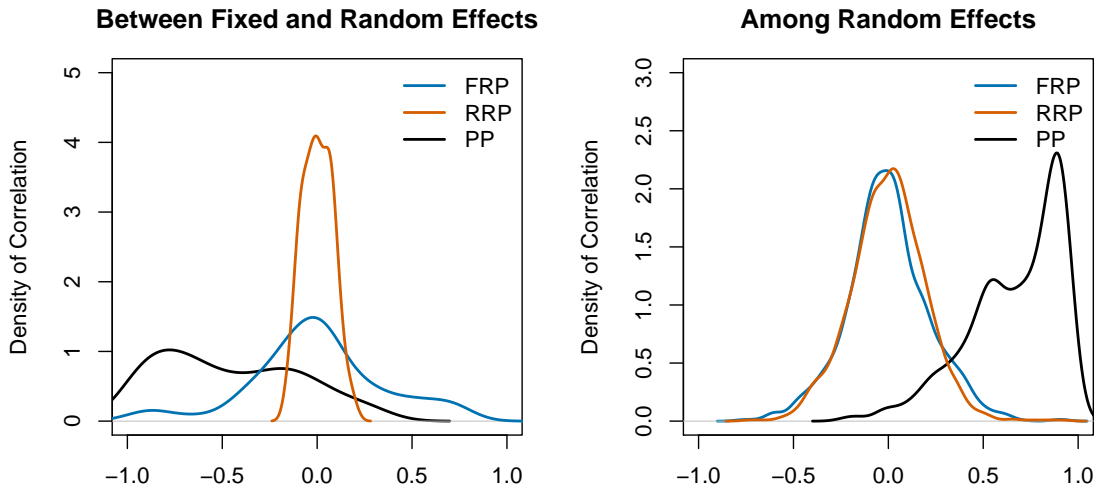 Between Fixed and Random Effects
Density of Correlation
5
4
3
2
1
0
FRP
RRP
PP
−1.0 −0.5 0.0 0.5 1.0
Among Random Effects
Density of Correlation
3.0
2.5
2.0
1.5
1.0
0.5
0.0
FRP
RRP
PP
−1.0 −0.5 0.0 0.5 1.0